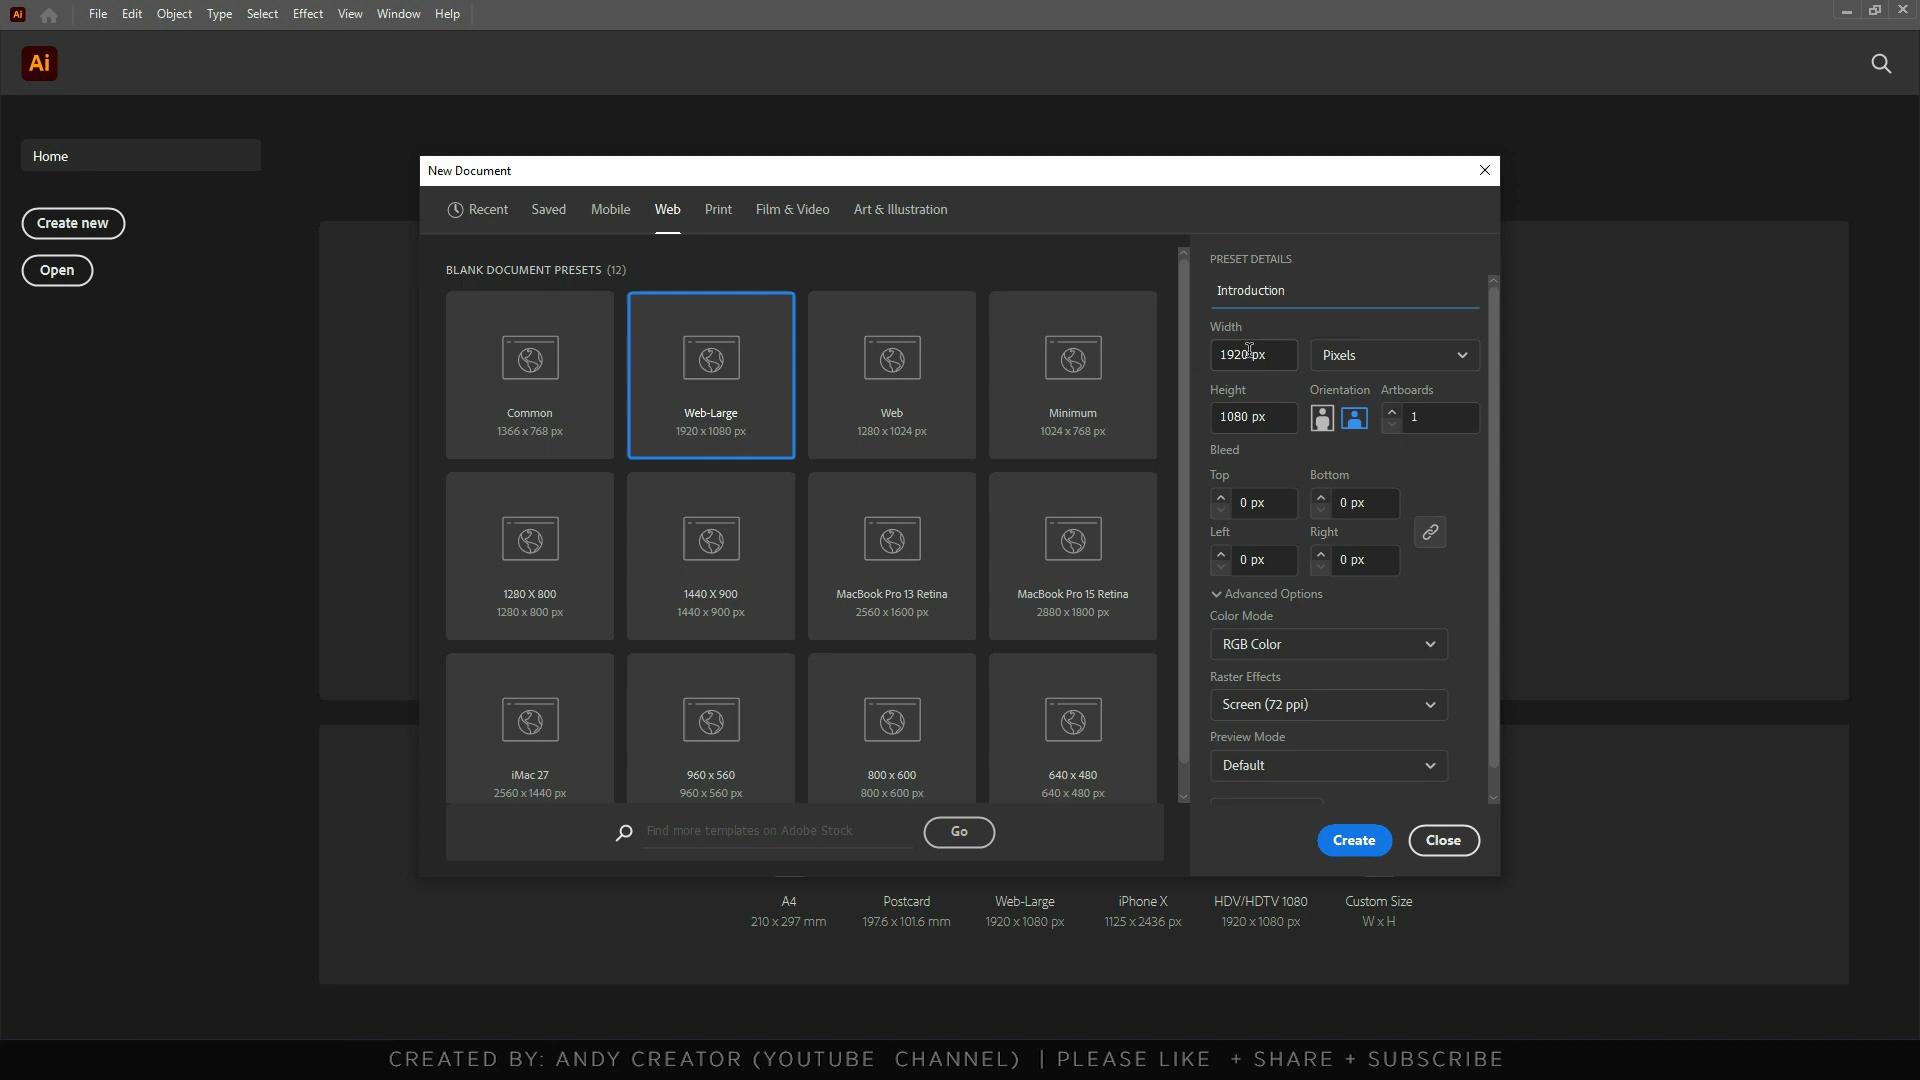 Ai File Edit Object Type Select Effect View Window Help
Ai
Home
Create new
Open
New Document
Recent Saved Mobile Web Print Film & Video Art & Illustration
BLANK DOCUMENT PRESETS (12)
Common
1366 x 768 px
Web-Large
1920 x 1080 px
Web
1280 x 1024 px
Minimum
1024 x 768 px
1280 X 800
1280 x 800 px
1440 X 900
1440 x 900 px
MacBook Pro 13 Retina
2560 x 1600 px
MacBook Pro 15 Retina
2880 x 1800 px
iMac 27
2560 x 1440 px
960 x 560
960 x 560 px
800 x 600
800 x 600 px
640 x 480
640 x 480 px
Find more templates on Adobe Stock
Go
PRESET DETAILS
Introduction
Width
1920 px Pixels
Height Orientation Artboards
1080 px 1
Bleed
Top Bottom
0 px 0 px
Left Right
0 px 0 px
Advanced Options
Color Mode
RGB Color
Raster Effects
Screen (72 ppi)
Preview Mode
Default
Create Close
A4
210 x 297 mm
Postcard
197.6 x 101.6 mm
Web-Large
1920 x 1080 px
iPhone X
1125 x 2436 px
HDV/HDTV 1080
1920 x 1080 px
Custom Size
W x H
CREATED BY: ANDY CREATOR (YOUTUBE CHANNEL) | PLEASE LIKE + SHARE + SUBSCRIBE